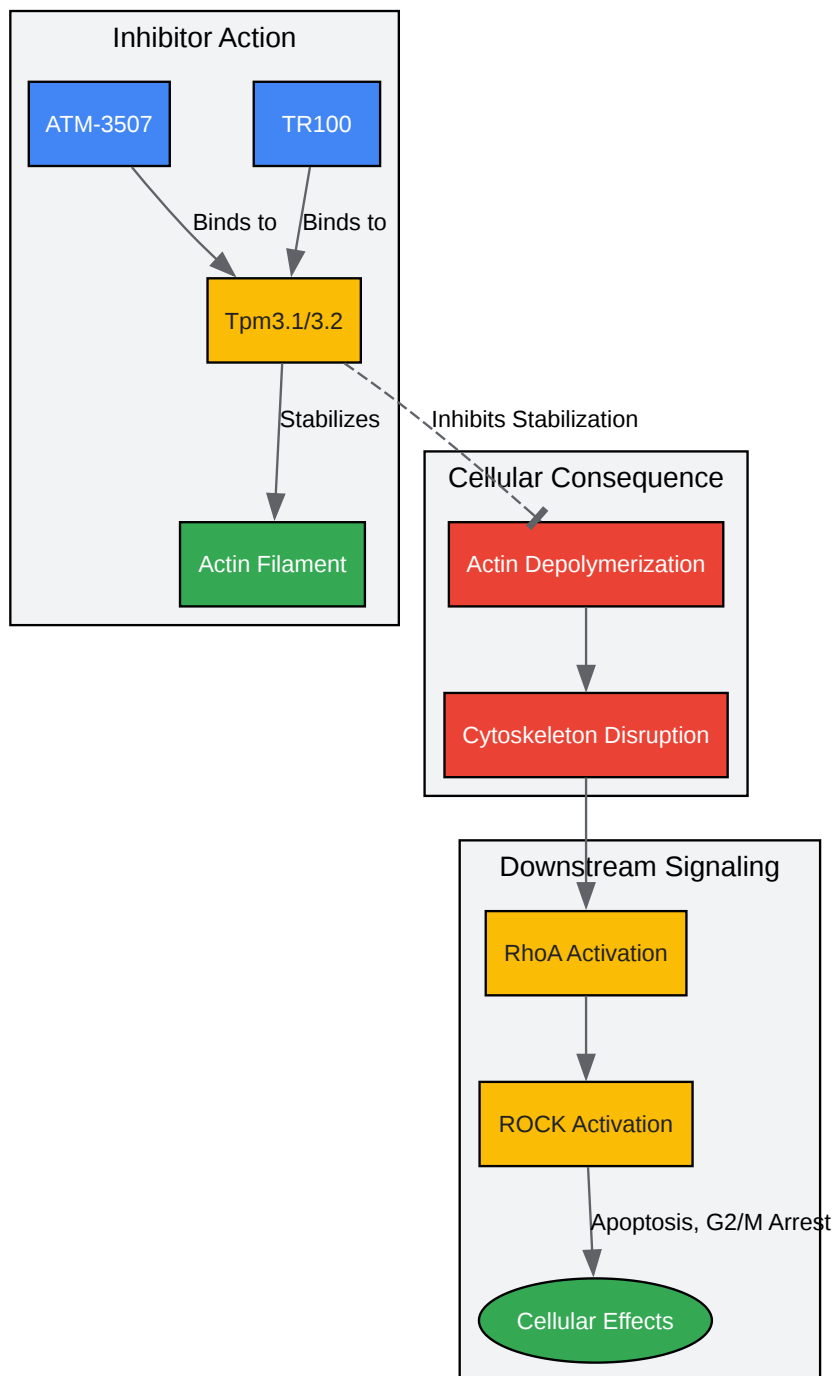 Inhibitor Action
ATM-3507
TR100
Binds to
Binds to
Tpm3.1/3.2
Stabilizes
Inhibits Stabilization
Actin Filament
Cellular Consequence
Actin Depolymerization
Cytoskeleton Disruption
Downstream Signaling
RhoA Activation
ROCK Activation
Apoptosis, G2/M Arrest
Cellular Effects